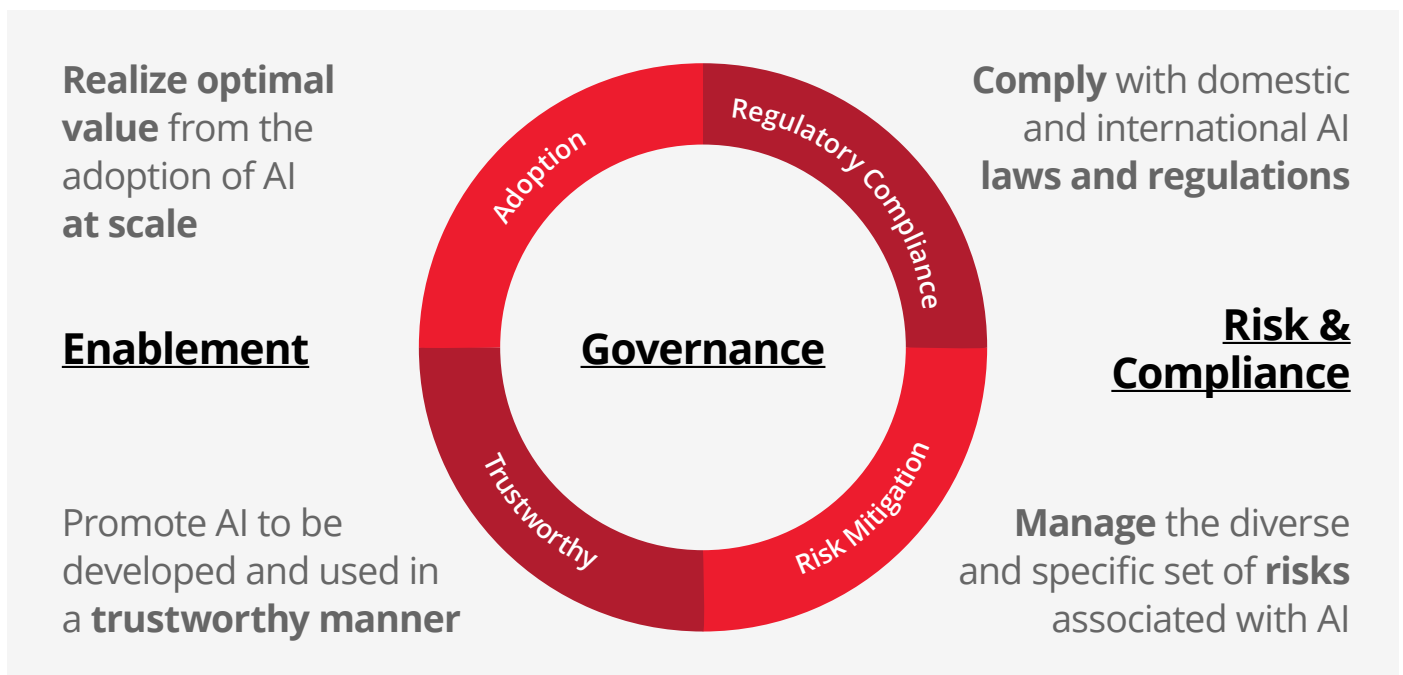 Realize optimal
value from the
adoption of AI
at scale
Enablement
Promote AI to be
developed and used in
a trustworthy manner
Adoption
Regulatory Compliance
Governance
Trustworthy
Risk Mitigation
Comply with domestic
and international AI
laws and regulations
Risk &
Compliance
Manage the diverse
and specific set of risks
associated with AI